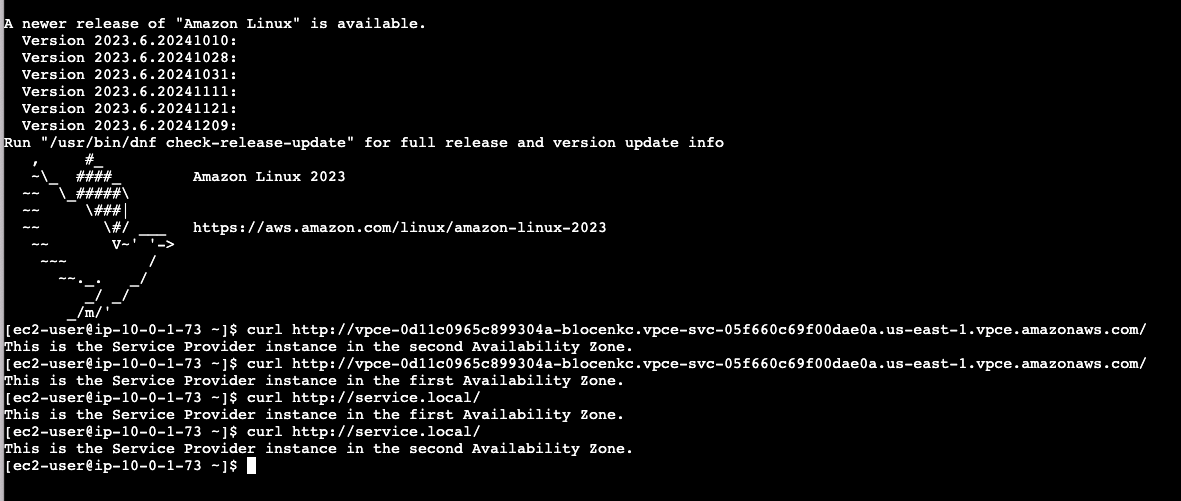 A newer release of "Amazon Linux" is available.
  Version 2023.6.20241010:
  Version 2023.6.20241028:
  Version 2023.6.20241031:
  Version 2023.6.20241111:
  Version 2023.6.20241121:
  Version 2023.6.20241209:
Run "/usr/bin/dnf check-release-update" for full release and version update info
   ,     #_
   ~\_  ####_        Amazon Linux 2023
  ~~  \_#####\
  ~~     \###|
  ~~       \#/ ___   https://aws.amazon.com/linux/amazon-linux-2023
   ~~       V~' '->
    ~~~         /
      ~~._.   _/
         _/ _/
       _/m/'
[ec2-user@ip-10-0-1-73 ~]$ curl http://vpce-0d11c0965c899304a-b1ocenkc.vpce-svc-05f660c69f00dae0a.us-east-1.vpce.amazonaws.com/
This is the Service Provider instance in the second Availability Zone.
[ec2-user@ip-10-0-1-73 ~]$ curl http://vpce-0d11c0965c899304a-b1ocenkc.vpce-svc-05f660c69f00dae0a.us-east-1.vpce.amazonaws.com/
This is the Service Provider instance in the first Availability Zone.
[ec2-user@ip-10-0-1-73 ~]$ curl http://service.local/
This is the Service Provider instance in the first Availability Zone.
[ec2-user@ip-10-0-1-73 ~]$ curl http://service.local/
This is the Service Provider instance in the second Availability Zone.
[ec2-user@ip-10-0-1-73 ~]$